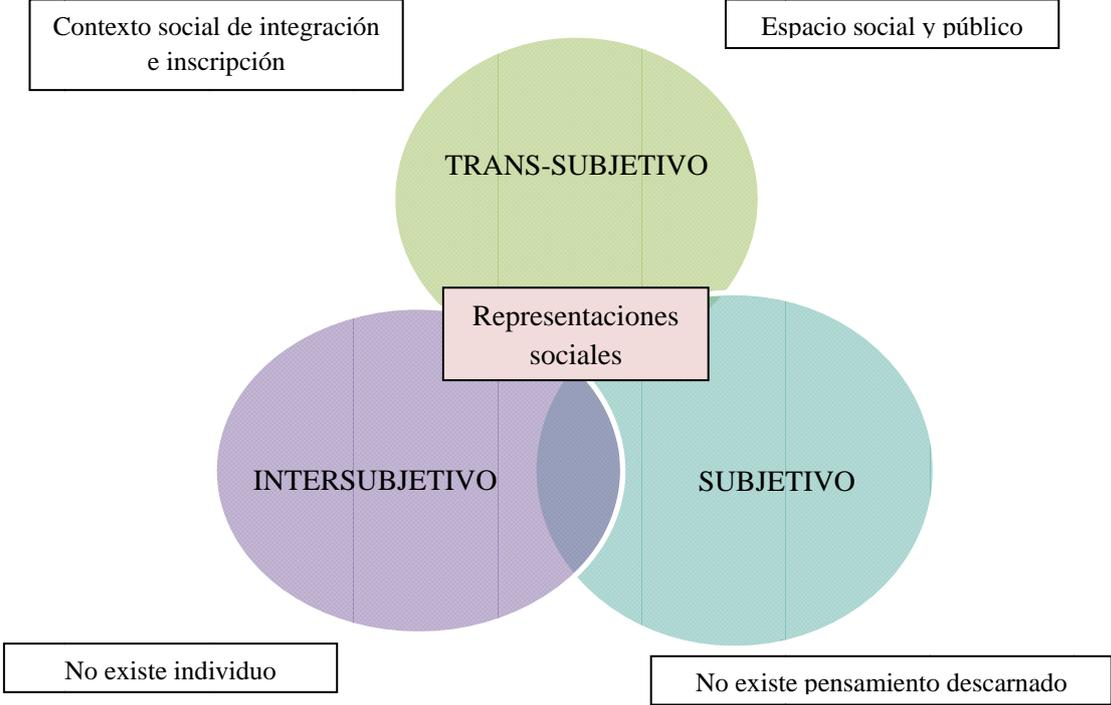 Contexto social de integración
e inscripción
Espacio social y público
TRANS-SUBJETIVO
Representaciones
sociales
INTERSUBJETIVO
SUBJETIVO
No existe individuo
No existe pensamiento descarnado